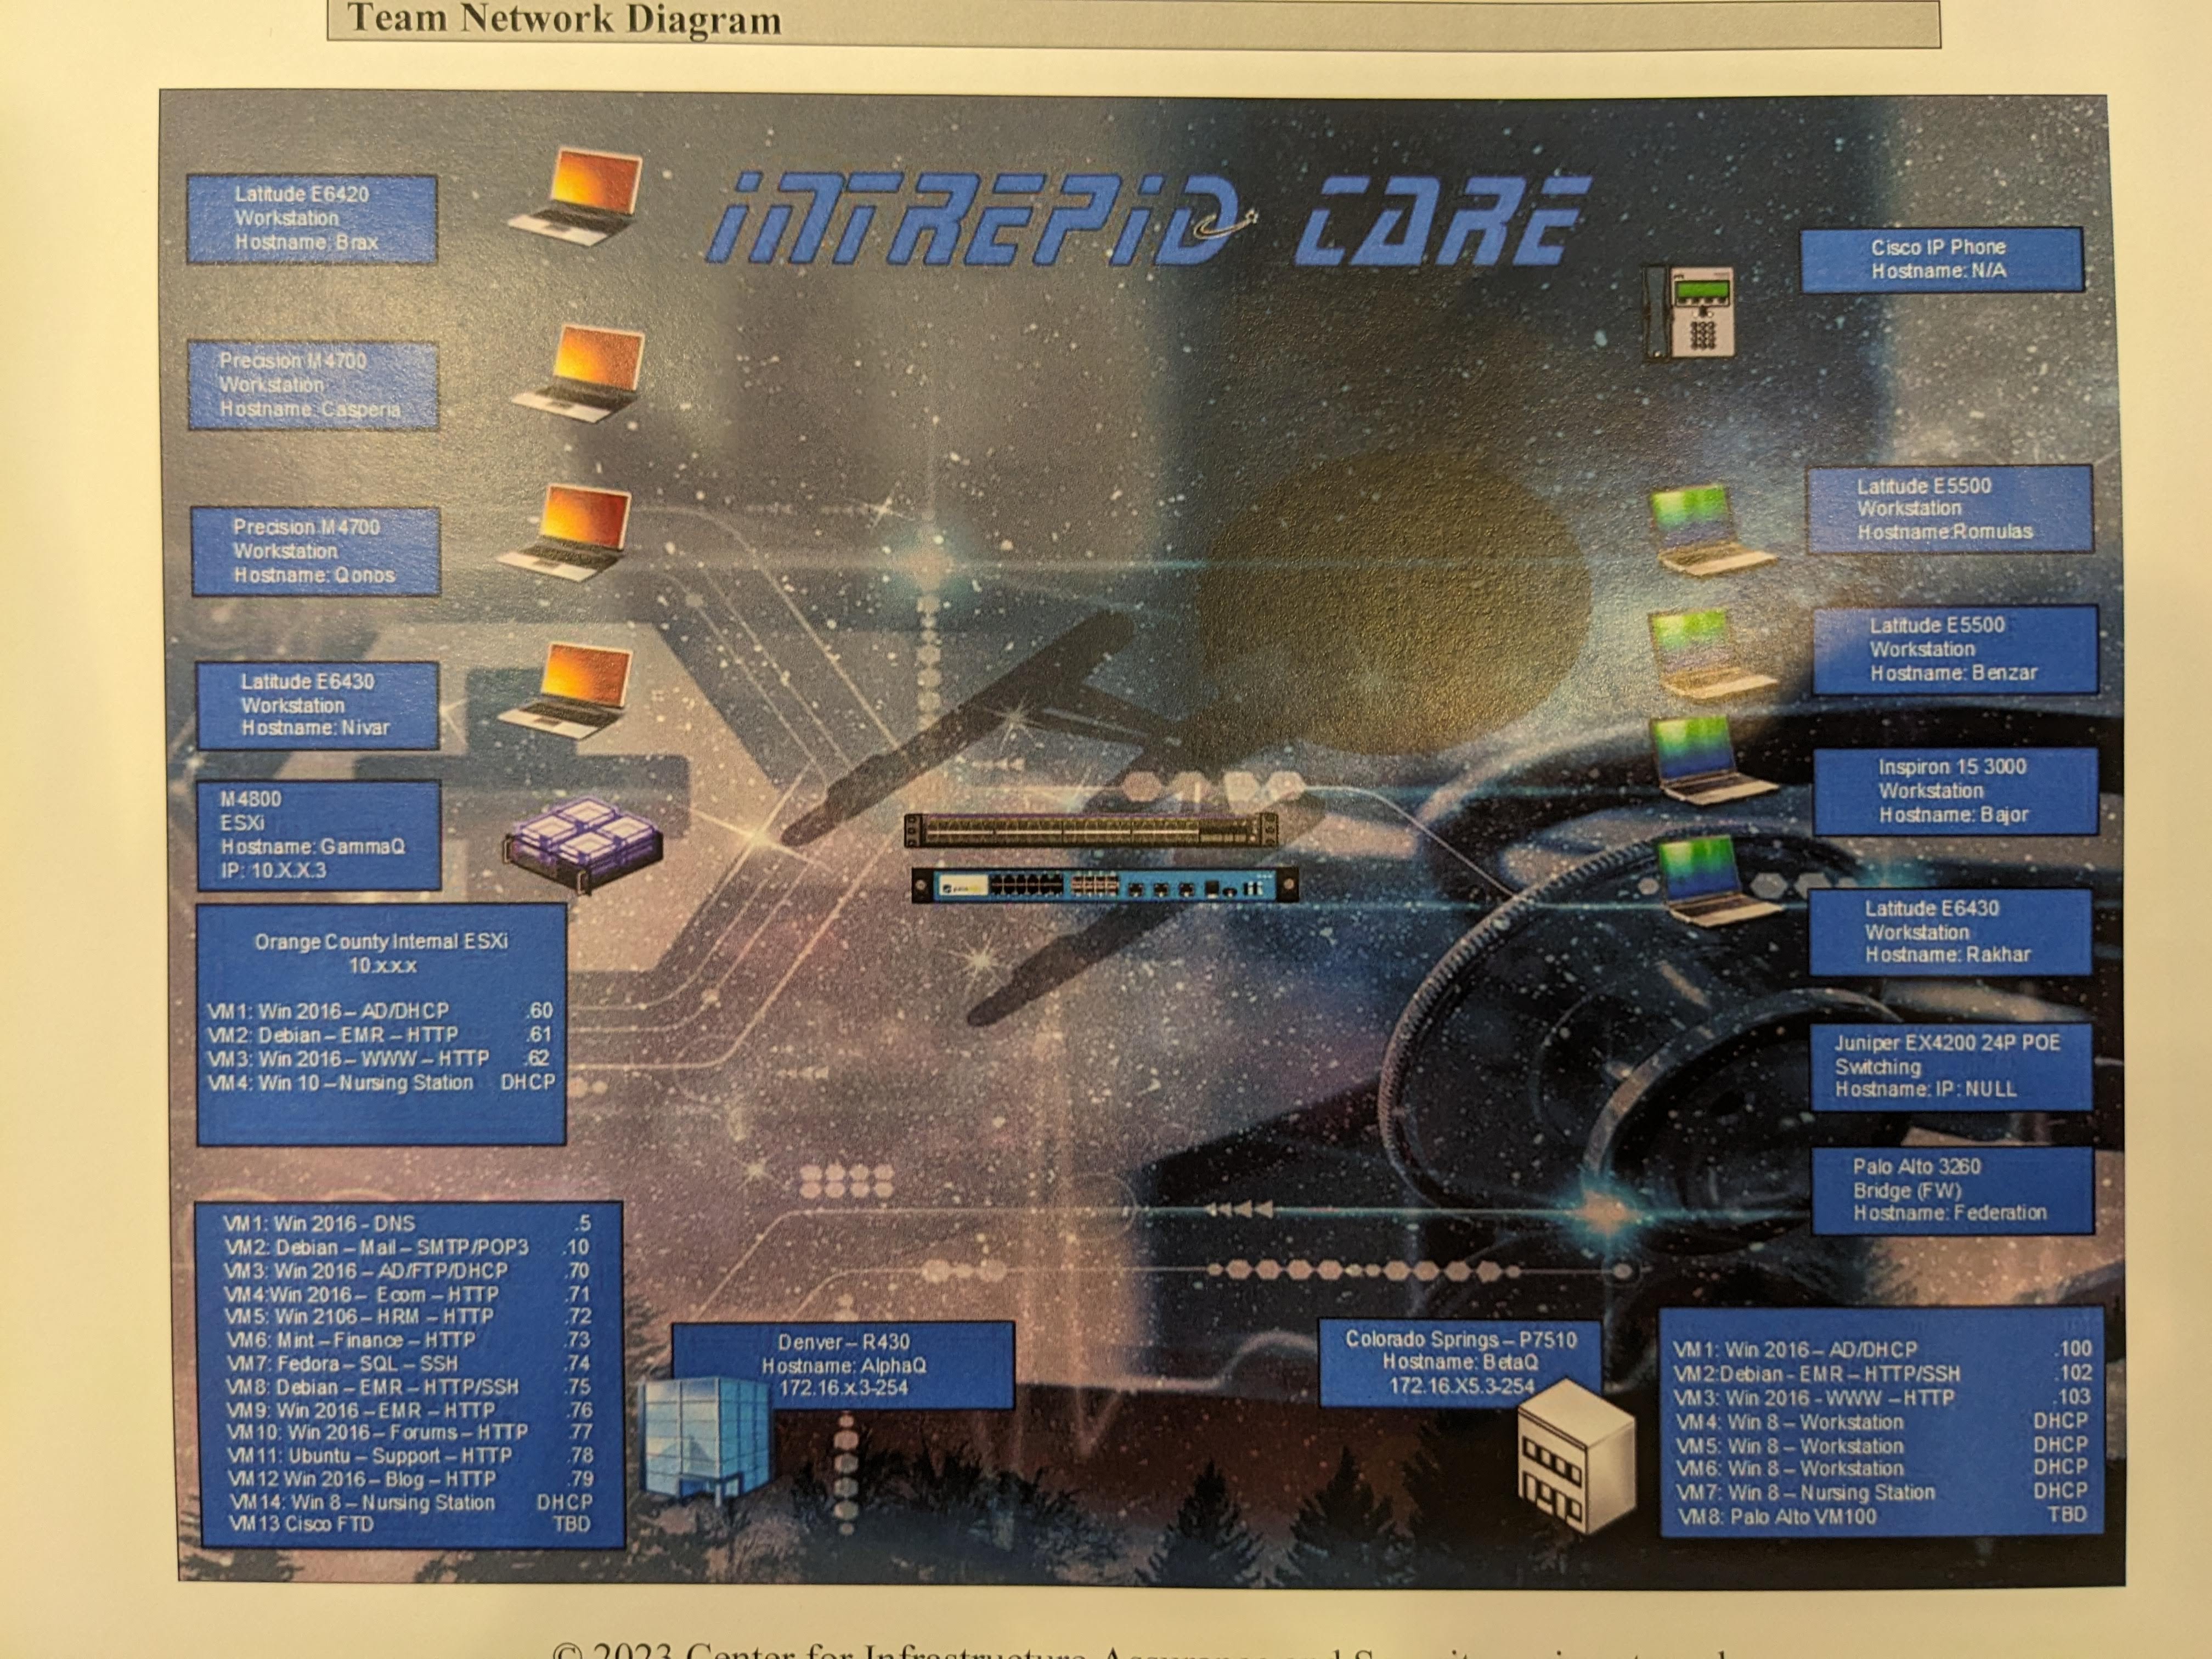 Team Network Diagram
INTREPID CARE
Latitude E6420
Workstation
Hostname: Brax
Precision M4700
Workstation
Hostname: Casperia
Precision M4700
Workstation
Hostname: Qonos
Latitude E6430
Workstation
Hostname: Nivar
M4800
ESXi
Hostname: GammaQ
IP: 10.X.X.3
Orange County Internal ESXi
10.x.x.x
VM1: Win 2016 – AD/DHCP .60
VM2: Debian – EMR – HTTP .61
VM3: Win 2016 – WWW – HTTP .62
VM4: Win 10 – Nursing Station DHCP
VM1: Win 2016 - DNS .5
VM2: Debian – Mail – SMTP/POP3 .10
VM3: Win 2016 – AD/FTP/DHCP .70
VM4:Win 2016 – Ecom – HTTP .71
VM5: Win 2106 – HRM – HTTP .72
VM6: Mint – Finance – HTTP .73
VM7: Fedora – SQL – SSH .74
VM8: Debian – EMR – HTTP/SSH .75
VM9: Win 2016 – EMR – HTTP .76
VM10: Win 2016 – Forums – HTTP .77
VM11: Ubuntu – Support – HTTP .78
VM12 Win 2016 – Blog – HTTP .79
VM14: Win 8 – Nursing Station DHCP
VM13 Cisco FTD TBD
Denver – R430
Hostname: AlphaQ
172.16.x.3-254
Colorado Springs – P7510
Hostname: BetaQ
172.16.X5.3-254
Cisco IP Phone
Hostname: N/A
Latitude E5500
Workstation
Hostname:Romulas
Latitude E5500
Workstation
Hostname: Benzar
Inspiron 15 3000
Workstation
Hostname: Bajor
Latitude E6430
Workstation
Hostname: Rakhar
Juniper EX4200 24P POE
Switching
Hostname: IP: NULL
Palo Alto 3260
Bridge (FW)
Hostname: Federation
VM1: Win 2016 – AD/DHCP .100
VM2:Debian - EMR – HTTP/SSH .102
VM3: Win 2016 - WWW – HTTP .103
VM4: Win 8 – Workstation DHCP
VM5: Win 8 – Workstation DHCP
VM6: Win 8 – Workstation DHCP
VM7: Win 8 – Nursing Station DHCP
VM8: Palo Alto VM100 TBD
© 2023 Center for Infrastructure Assurance and Security